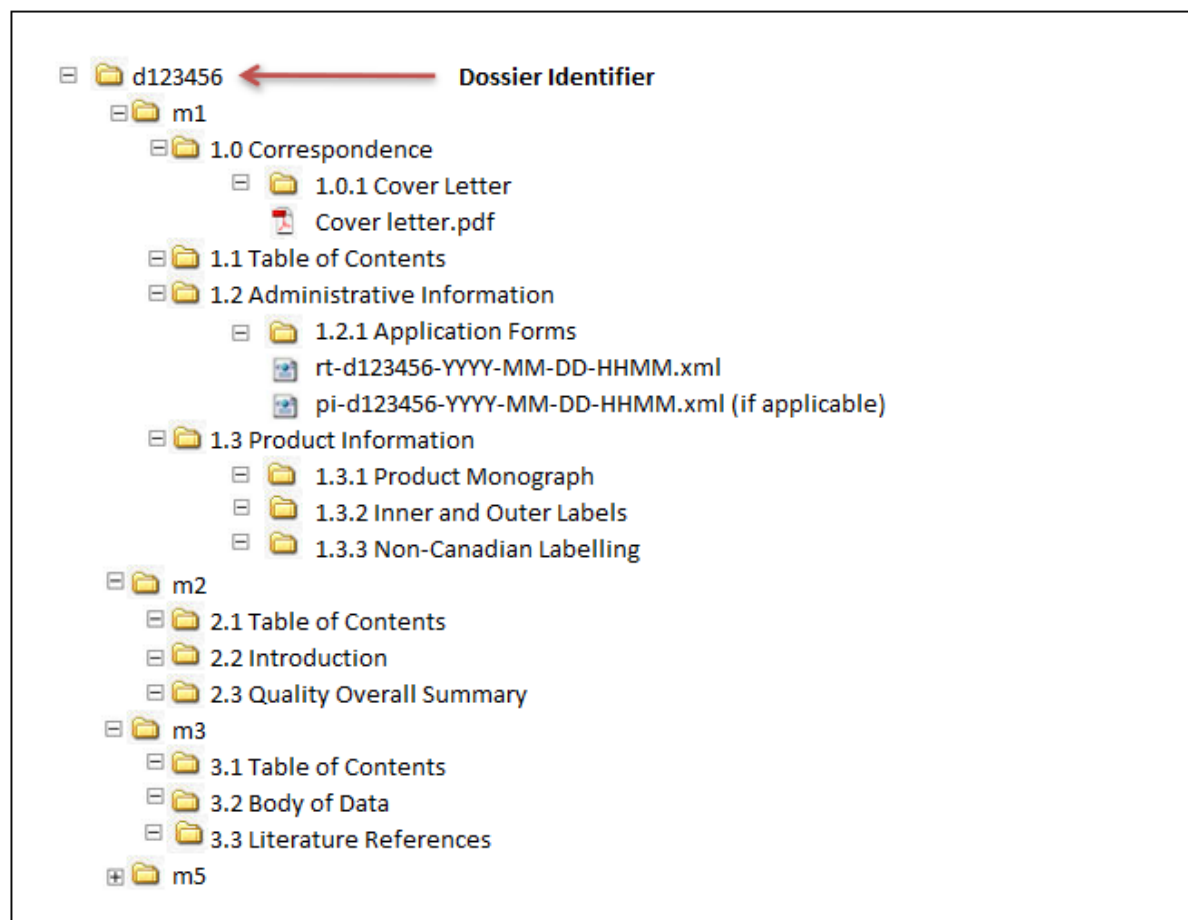 d123456 Dossier Identifier
m1
1.0 Correspondence
1.0.1 Cover Letter
Cover letter.pdf
1.1 Table of Contents
1.2 Administrative Information
1.2.1 Application Forms
rt-d123456-YYYY-MM-DD-HHMM.xml
pi-d123456-YYYY-MM-DD-HHMM.xml (if applicable)
1.3 Product Information
1.3.1 Product Monograph
1.3.2 Inner and Outer Labels
1.3.3 Non-Canadian Labelling
m2
2.1 Table of Contents
2.2 Introduction
2.3 Quality Overall Summary
m3
3.1 Table of Contents
3.2 Body of Data
3.3 Literature References
m5